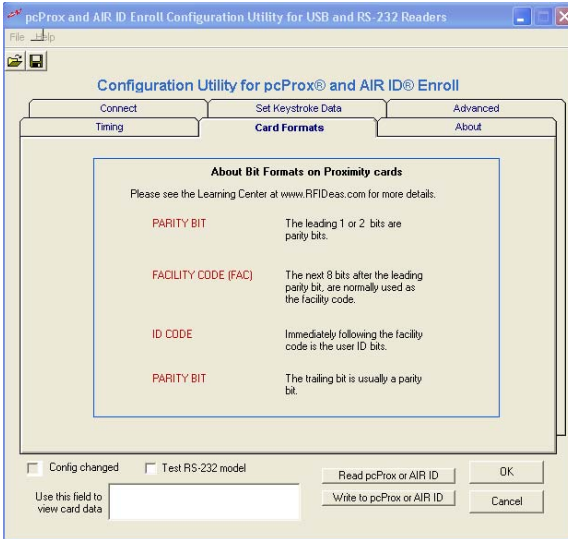 pcProx and AIR ID Enroll Configuration Utility for USB and RS-232 Readers
File Help
Configuration Utility for pcProx® and AIR ID® Enroll
Connect Set Keystroke Data Advanced
Timing Card Formats About
About Bit Formats on Proximity cards
Please see the Learning Center at www.RFIDeas.com for more details.
PARITY BIT The leading 1 or 2 bits are
parity bits.
FACILITY CODE (FAC) The next 8 bits after the leading
parity bit, are normally used as
the facility code.
ID CODE Immediately following the facility
code is the user ID bits.
PARITY BIT The trailing bit is usually a parity
bit.
Config changed Test RS-232 model Read pcProx or AIR ID OK
Use this field to
view card data Write to pcProx or AIR ID Cancel